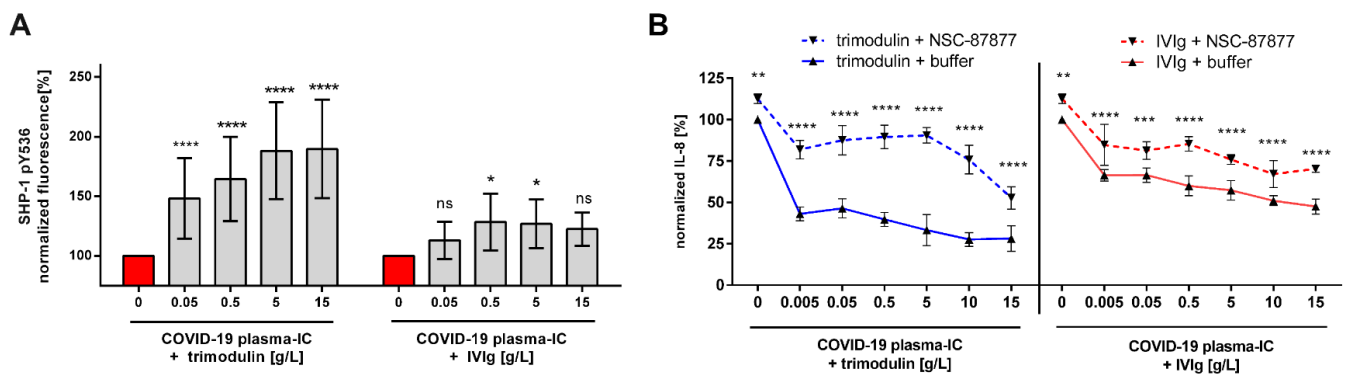 A
SHP-1 pY536
normalized fluorescence[%]
250
200
150
100
****
****
****
****
ns
*
*
ns
0 0.05 0.5 5 15
0 0.05 0.5 5 15
COVID-19 plasma-IC
+ trimodulin [g/L]
COVID-19 plasma-IC
+ IVIg [g/L]
B
trimodulin + NSC-87877
trimodulin + buffer
IVIg + NSC-87877
IVIg + buffer
normalized IL-8 [%]
125
100
75
50
25
0
**
****
****
****
****
****
****
**
****
***
****
****
****
****
0 0.005 0.05 0.5 5 10 15
0 0.005 0.05 0.5 5 10 15
COVID-19 plasma-IC
+ trimodulin [g/L]
COVID-19 plasma-IC
+ IVIg [g/L]